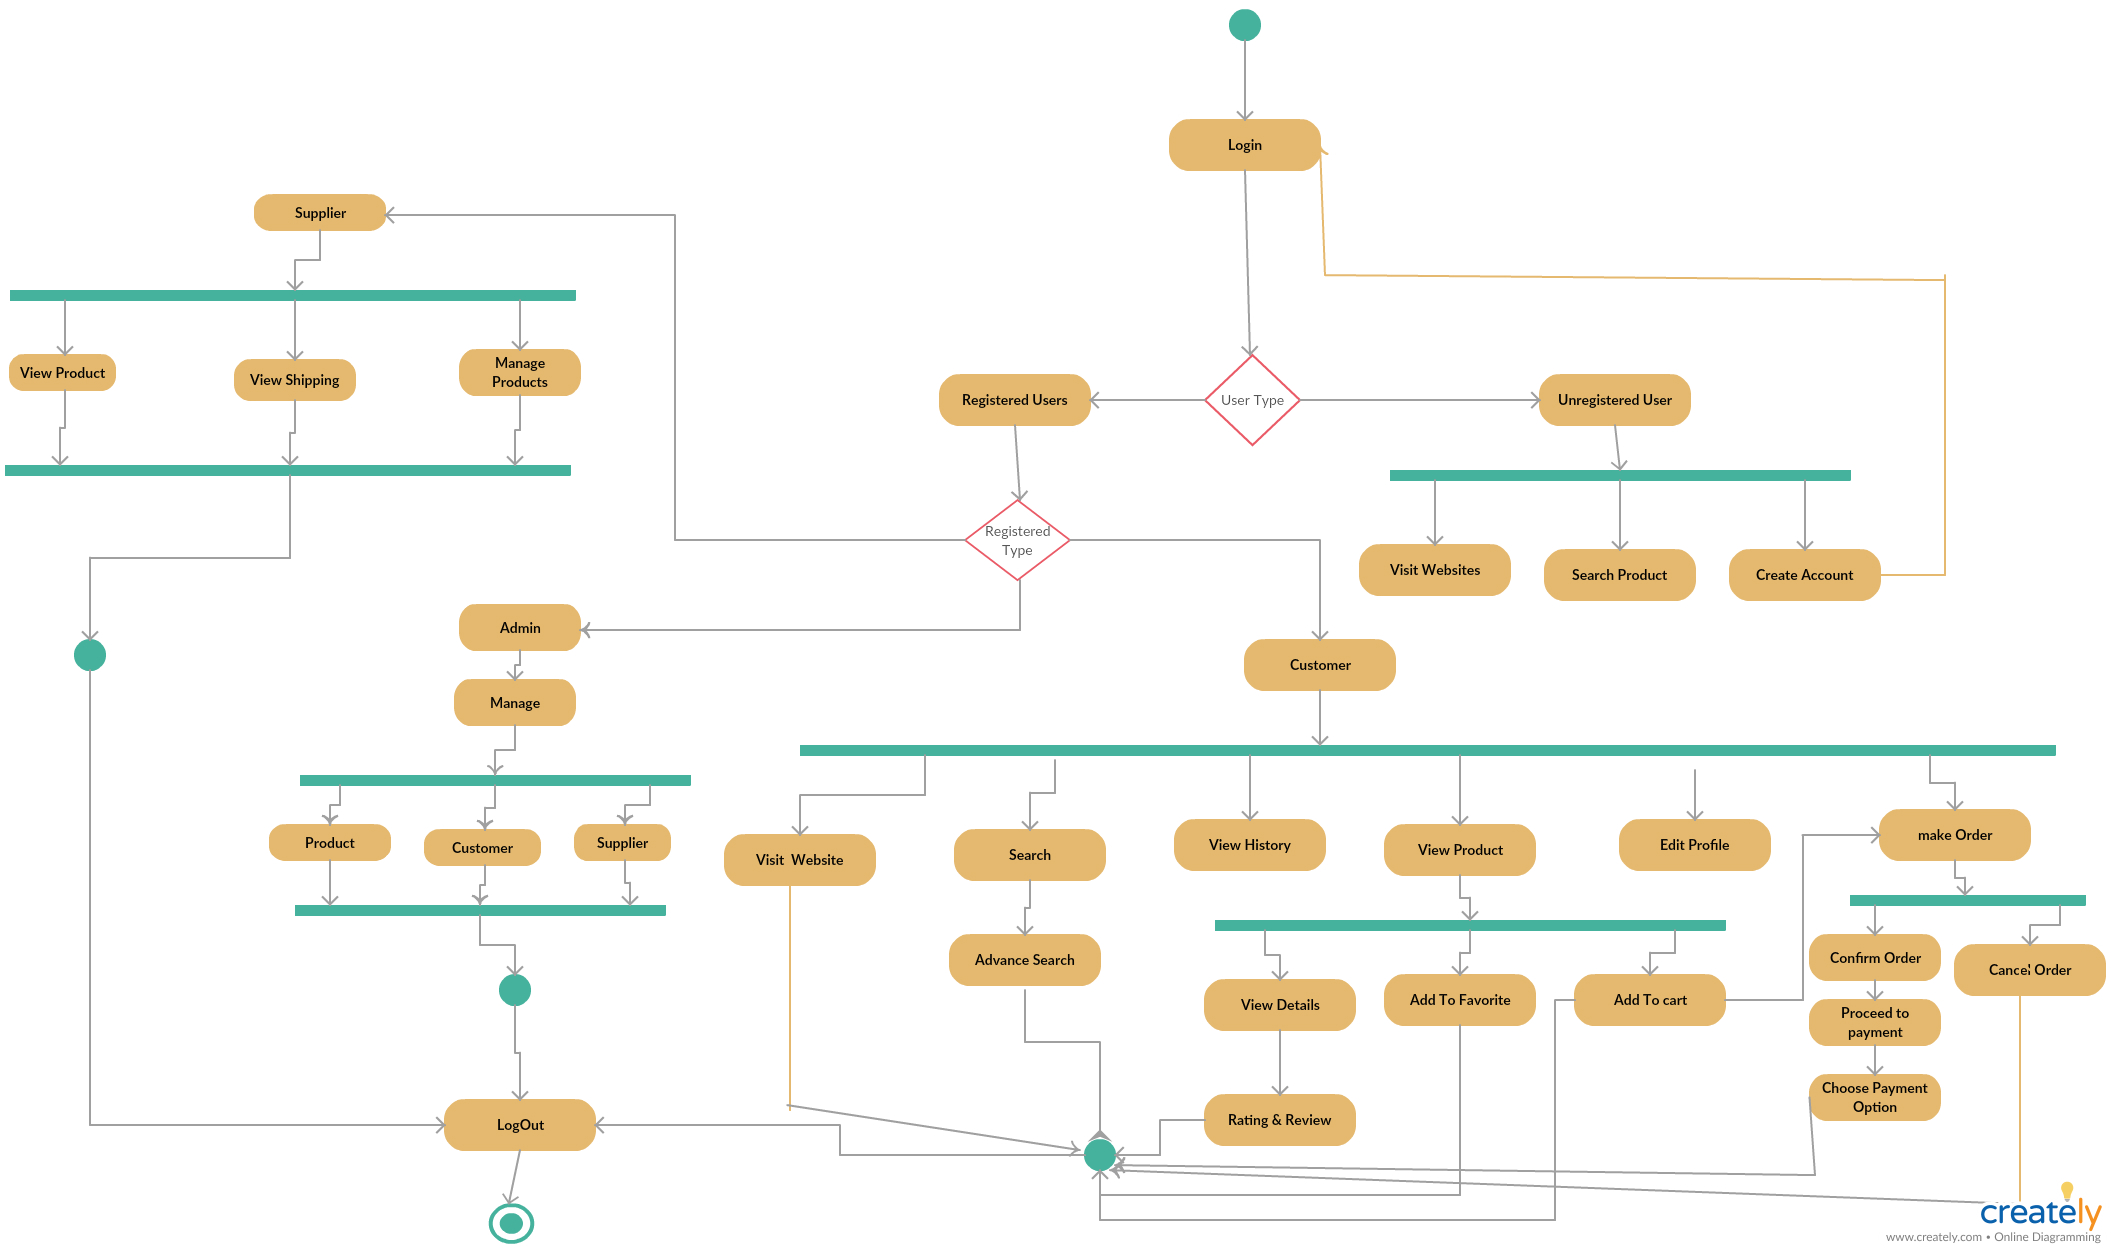 Login
Supplier
View Product
View Shipping
Manage
Products
Registered Users
User Type
Unregistered User
Registered
Type
Visit Websites
Search Product
Create Account
Admin
Manage
Customer
Product
Customer
Supplier
Visit  Website
Search
View History
View Product
Edit Profile
make Order
Advance Search
View Details
Add To Favorite
Add To cart
Confirm Order
Cancel Order
Proceed to
payment
Choose Payment
Option
LogOut
Rating & Review
creately
www.creately.com • Online Diagramming